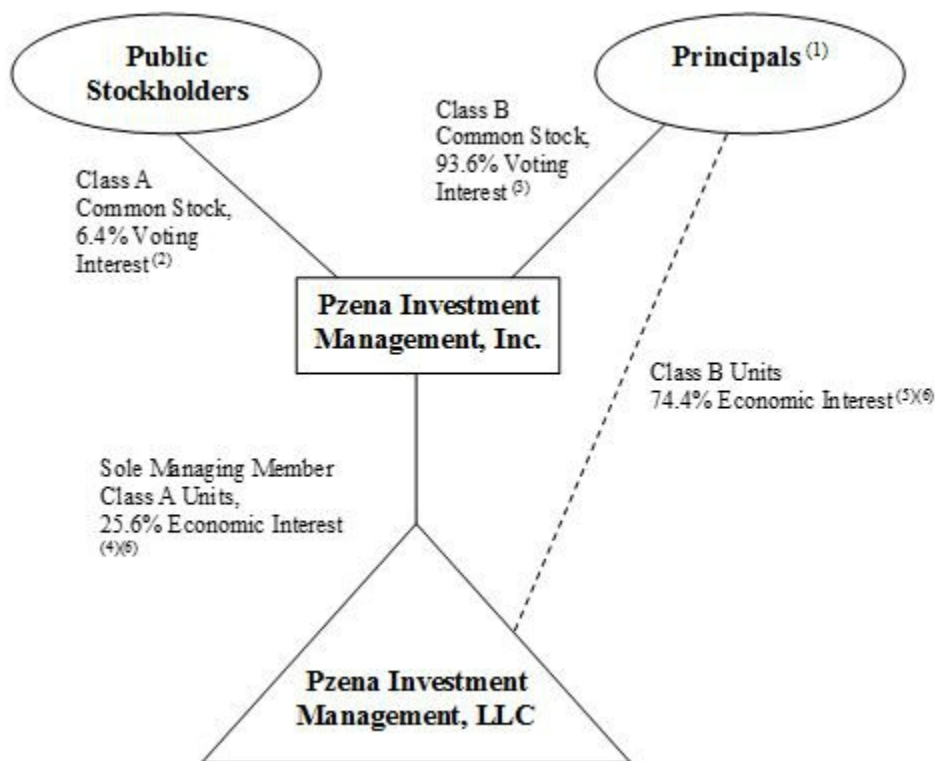 Public
Stockholders
Principals (1)
Class A
Common Stock,
6.4% Voting
Interest (2)
Class B
Common Stock,
93.6% Voting
Interest (3)
Pzena Investment
Management, Inc.
Class B Units
74.4% Economic Interest (5)(6)
Sole Managing Member
Class A Units,
25.6% Economic Interest
(4)(6)
Pzena Investment
Management, LLC